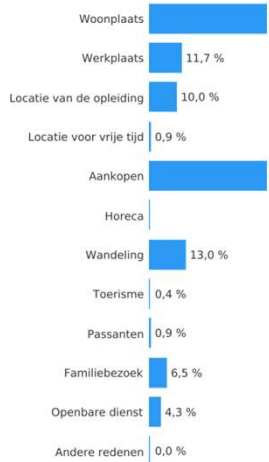 Woonplaats
Werkplaats 11,7 %
Locatie van de opleiding 10,0 %
Locatie voor vrije tijd 0,9 %
Aankopen
Horeca
Wandeling 13,0 %
Toerisme 0,4 %
Passanten 0,9 %
Familiebezoek 6,5 %
Openbare dienst 4,3 %
Andere redenen 0,0 %